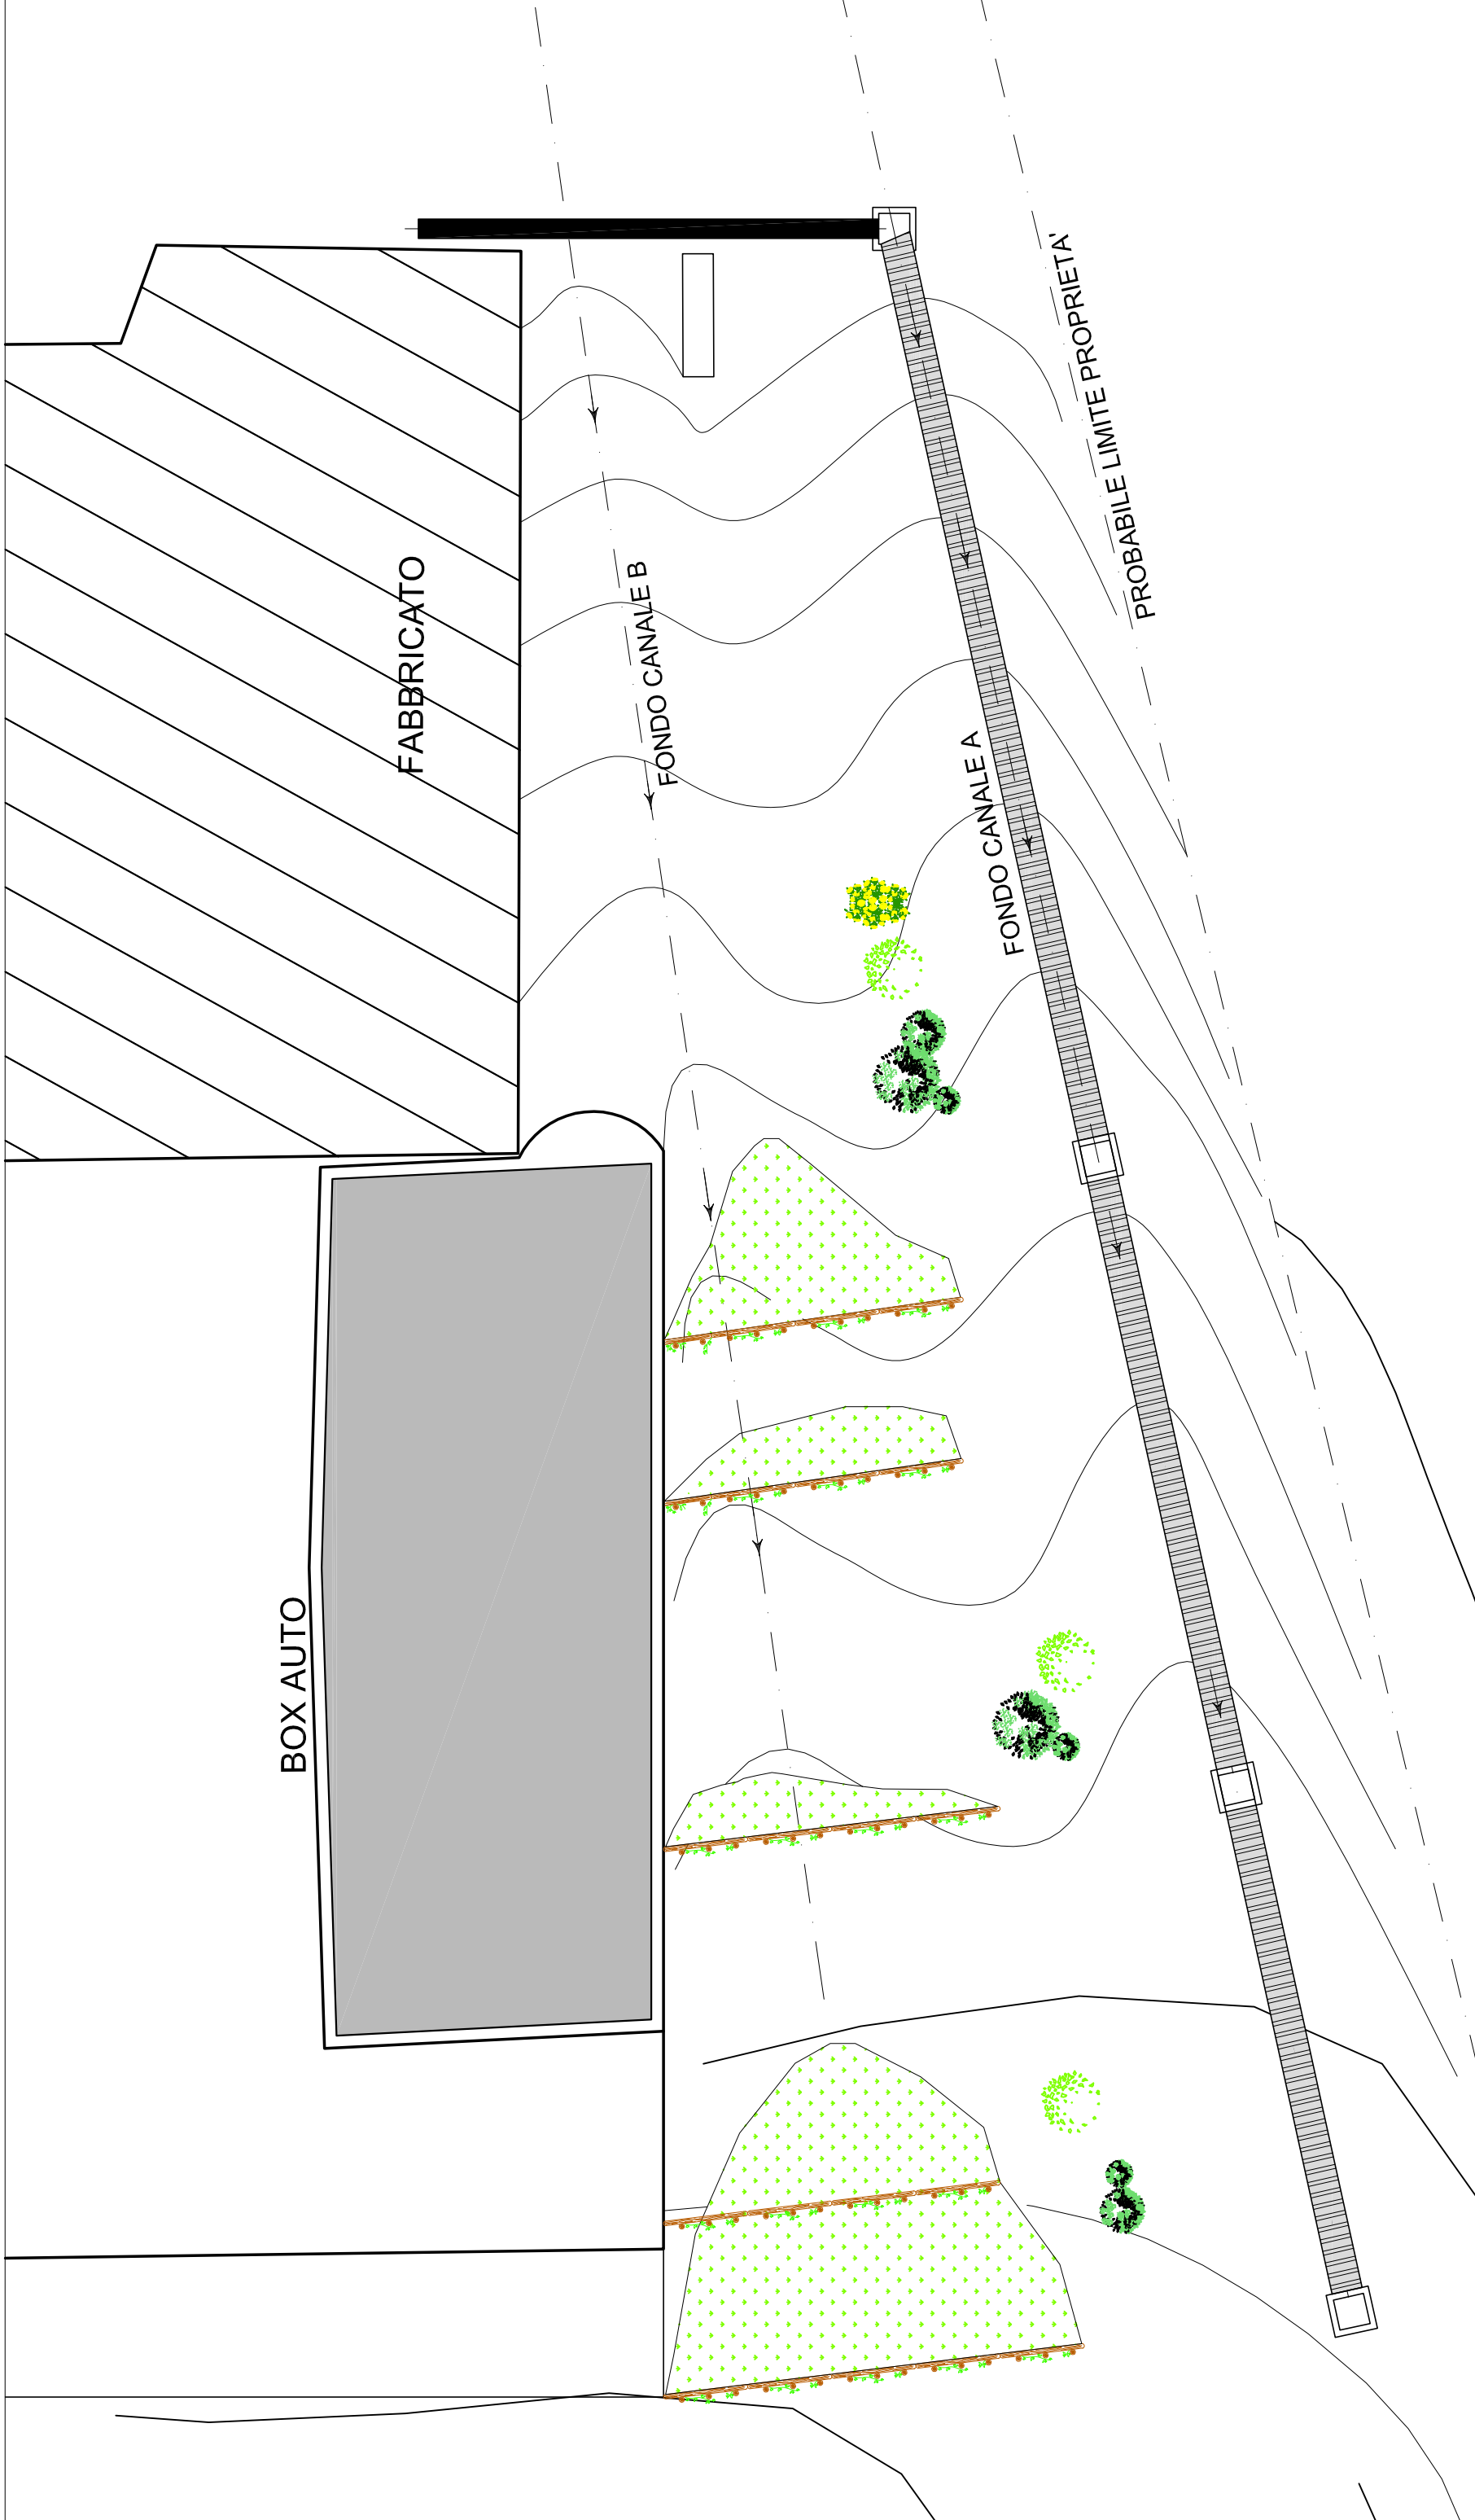 PROBABILE LIMITE PROPRIETA'
FABBRICATO
FONDO CANALE B
FONDO CANALE A
BOX AUTO